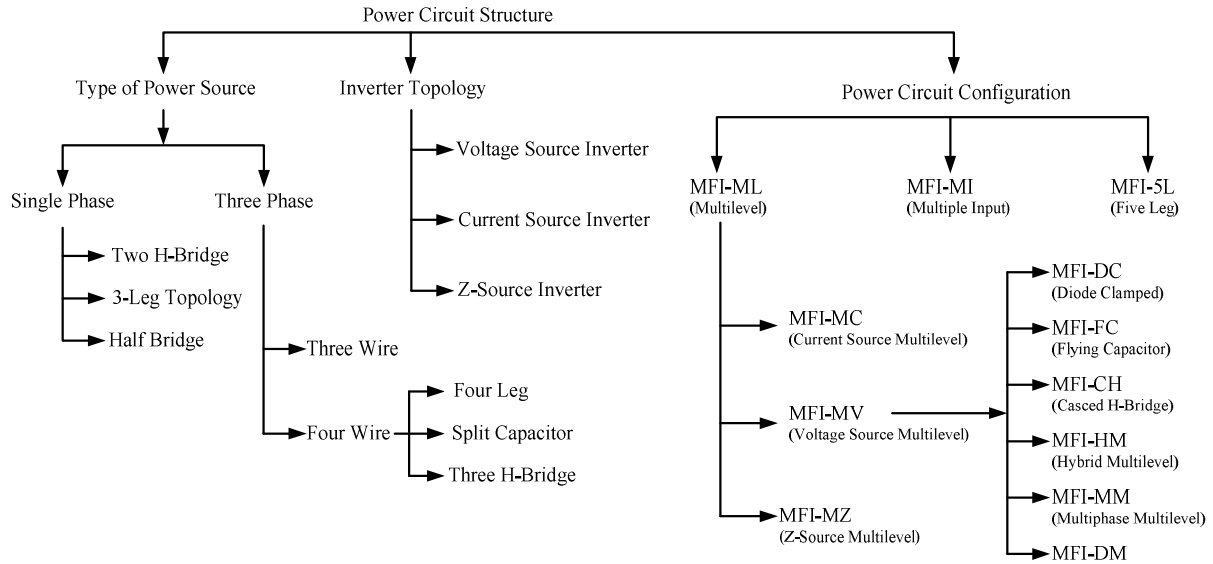 Power Circuit Structure
Type of Power Source
Inverter Topology
Power Circuit Configuration
Single Phase
Two H-Bridge
3-Leg Topology
Half Bridge
Three Phase
Three Wire
Four Wire
Four Leg
Split Capacitor
Three H-Bridge
Voltage Source Inverter
Current Source Inverter
Z-Source Inverter
MFI-ML
(Multilevel)
MFI-MI
(Multiple Input)
MFI-5L
(Five Leg)
MFI-MC
(Current Source Multilevel)
MFI-MV
(Voltage Source Multilevel)
MFI-MZ
(Z-Source Multilevel)
MFI-DC
(Diode Clamped)
MFI-FC
(Flying Capacitor)
MFI-CH
(Casced H-Bridge)
MFI-HM
(Hybrid Multilevel)
MFI-MM
(Multiphase Multilevel)
MFI-DM